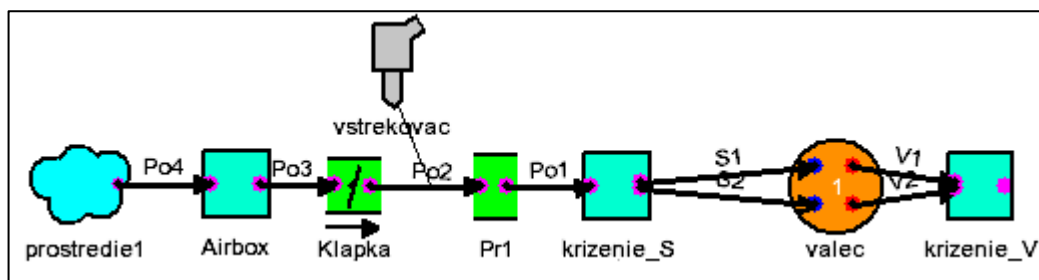 vstrekovac
Po4
Po3
Po2
Po1
S1
S2
1
V1
V2
prostredie1
Airbox
Klapka
Pr1
krizenie_S
valec
krizenie_V